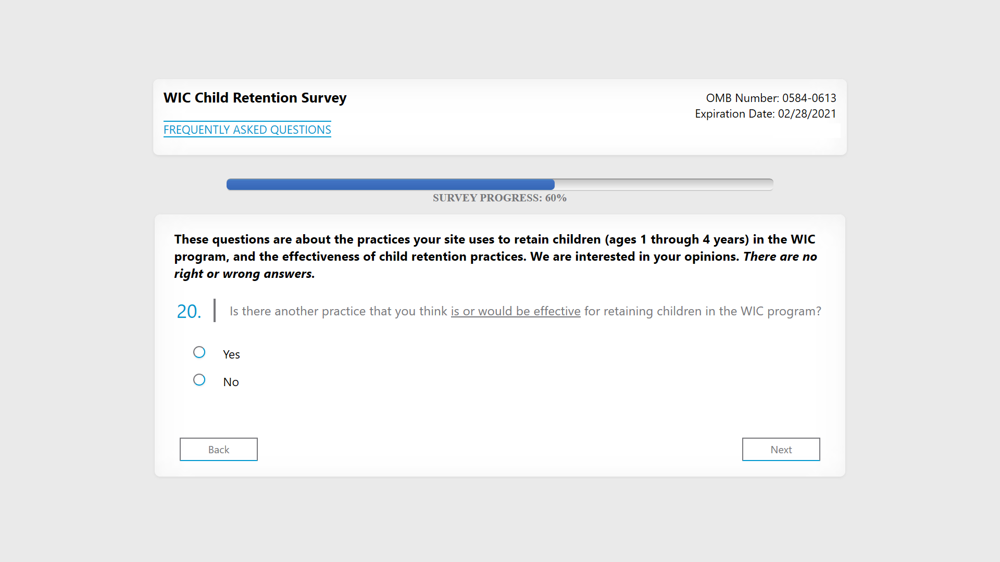 WIC Child Retention Survey
OMB Number: 0584-0613
Expiration Date: 02/28/2021
FREQUENTLY ASKED QUESTIONS
SURVEY PROGRESS: 60%
These questions are about the practices your site uses to retain children (ages 1 through 4 years) in the WIC
program, and the effectiveness of child retention practices. We are interested in your opinions. There are no
right or wrong answers.
20. Is there another practice that you think is or would be effective for retaining children in the WIC program?
Yes
No
Back
Next